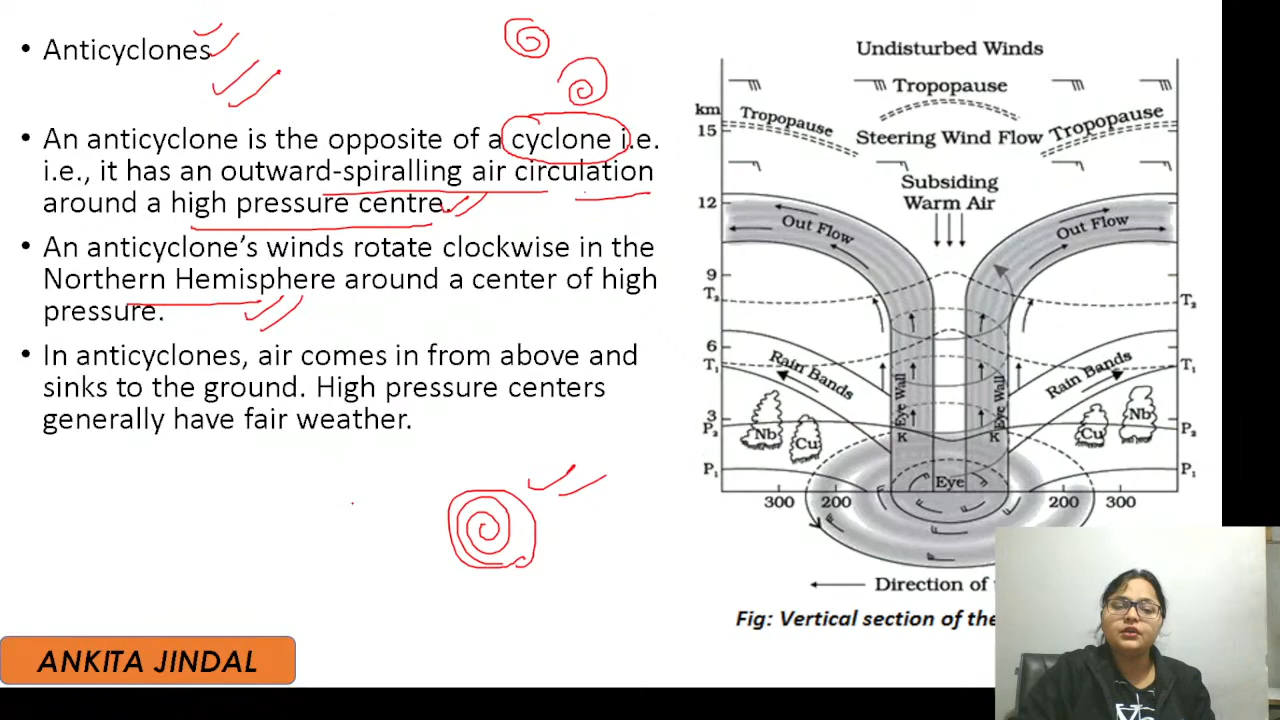 • Anticyclones
• An anticyclone is the opposite of a cyclone i.e.
i.e., it has an outward-spiralling air circulation
around a high pressure centre.
• An anticyclone's winds rotate clockwise in the
Northern Hemisphere around a center of high
pressure.
• In anticyclones, air comes in from above and
sinks to the ground. High pressure centers
generally have fair weather.
ANKITA JINDAL
Undisturbed Winds
Tropopause
km
Tropopause
Tropopause
15
Steering Wind Flow
Subsiding
Warm Air
12
Out Flow
Out Flow
9
T₂
T₂
6
T₁
T₁
Rain Bands
Rain Bands
Eye Wall
Eye Wall
3
P₂
P₂
Nb
Cu
K
K
Cu
Nb
P₁
P₁
Eye
300 200
200 300
Direction of
Fig: Vertical section of the